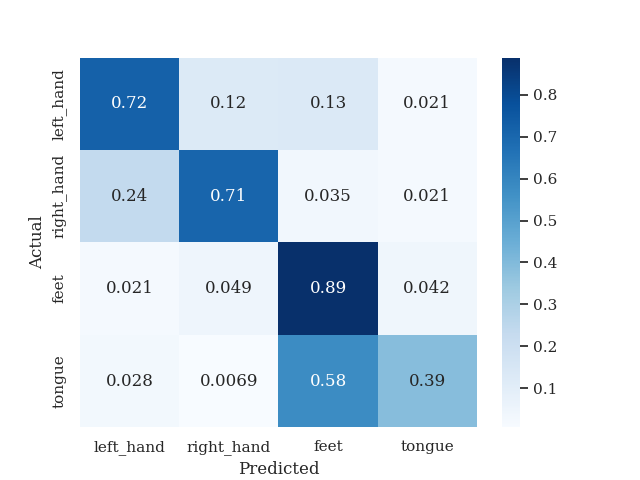 left_hand 0.72 0.12 0.13 0.021
right_hand 0.24 0.71 0.035 0.021
feet 0.021 0.049 0.89 0.042
tongue 0.028 0.0069 0.58 0.39
left_hand right_hand feet tongue
Predicted
Actual
0.8
0.7
0.6
0.5
0.4
0.3
0.2
0.1